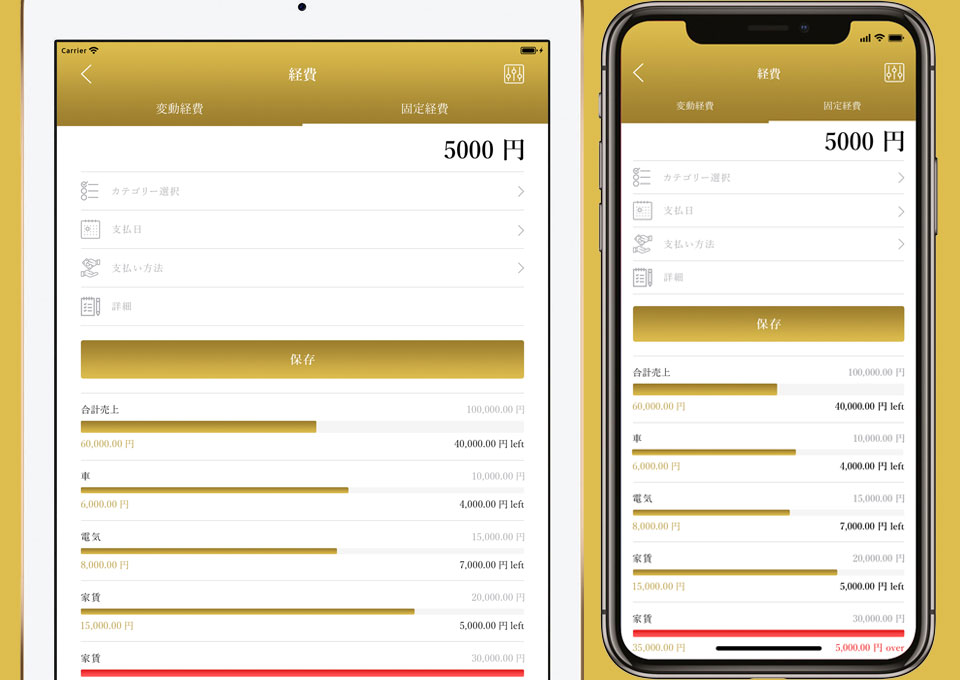 Carrier
経費
変動経費 固定経費
5000 円
カテゴリー選択
支払日
支払い方法
詳細
保存
合計売上 100,000.00 円
60,000.00 円 40,000.00 円 left
車 10,000.00 円
6,000.00 円 4,000.00 円 left
電気 15,000.00 円
8,000.00 円 7,000.00 円 left
家賃 20,000.00 円
15,000.00 円 5,000.00 円 left
家賃 30,000.00 円
経費
変動経費 固定経費
5000 円
カテゴリー選択
支払日
支払い方法
詳細
保存
合計売上 100,000.00 円
60,000.00 円 40,000.00 円 left
車 10,000.00 円
6,000.00 円 4,000.00 円 left
電気 15,000.00 円
8,000.00 円 7,000.00 円 left
家賃 20,000.00 円
15,000.00 円 5,000.00 円 left
家賃 30,000.00 円
35,000.00 円 5,000.00 円 over